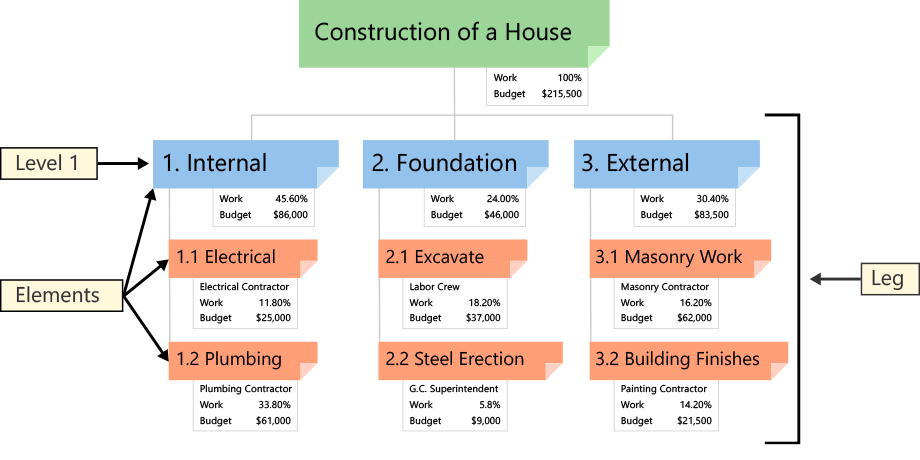 Construction of a House
Work 100%
Budget $215,500
Level 1
1. Internal
Work 45.60%
Budget $86,000
2. Foundation
Work 24.00%
Budget $46,000
3. External
Work 30.40%
Budget $83,500
Elements
1.1 Electrical
Electrical Contractor
Work 11.80%
Budget $25,000
2.1 Excavate
Labor Crew
Work 18.20%
Budget $37,000
3.1 Masonry Work
Masonry Contractor
Work 16.20%
Budget $62,000
Leg
1.2 Plumbing
Plumbing Contractor
Work 33.80%
Budget $61,000
2.2 Steel Erection
G.C. Superintendent
Work 5.8%
Budget $9,000
3.2 Building Finishes
Painting Contractor
Work 14.20%
Budget $21,500